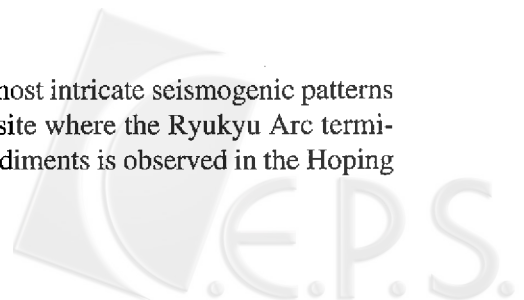 most intricate seismogenic patterns
site where the Ryukyu Arc termi-
diments is observed in the Hoping
C.E.P.S.